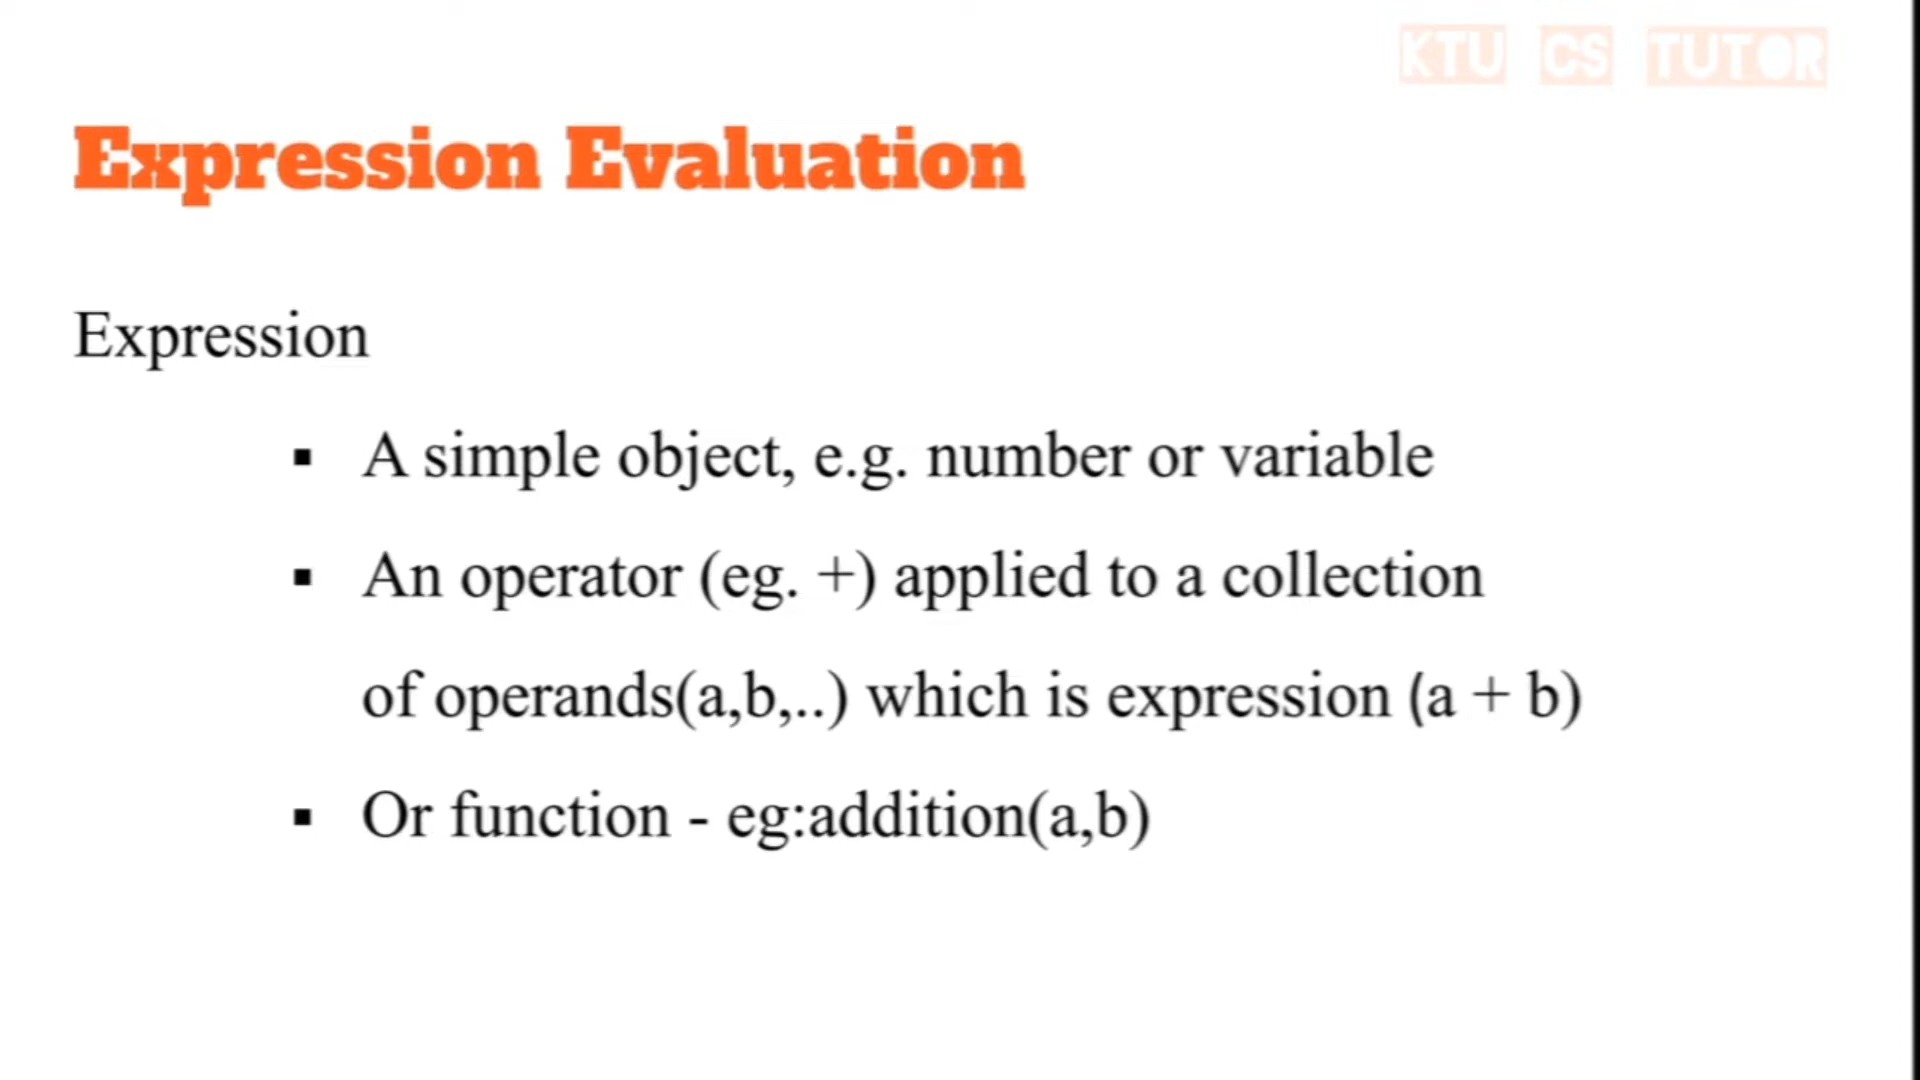 KTU CS TUTOR
Expression Evaluation
Expression
▪ A simple object, e.g. number or variable
▪ An operator (eg. +) applied to a collection
of operands(a,b,..) which is expression (a + b)
▪ Or function - eg:addition(a,b)